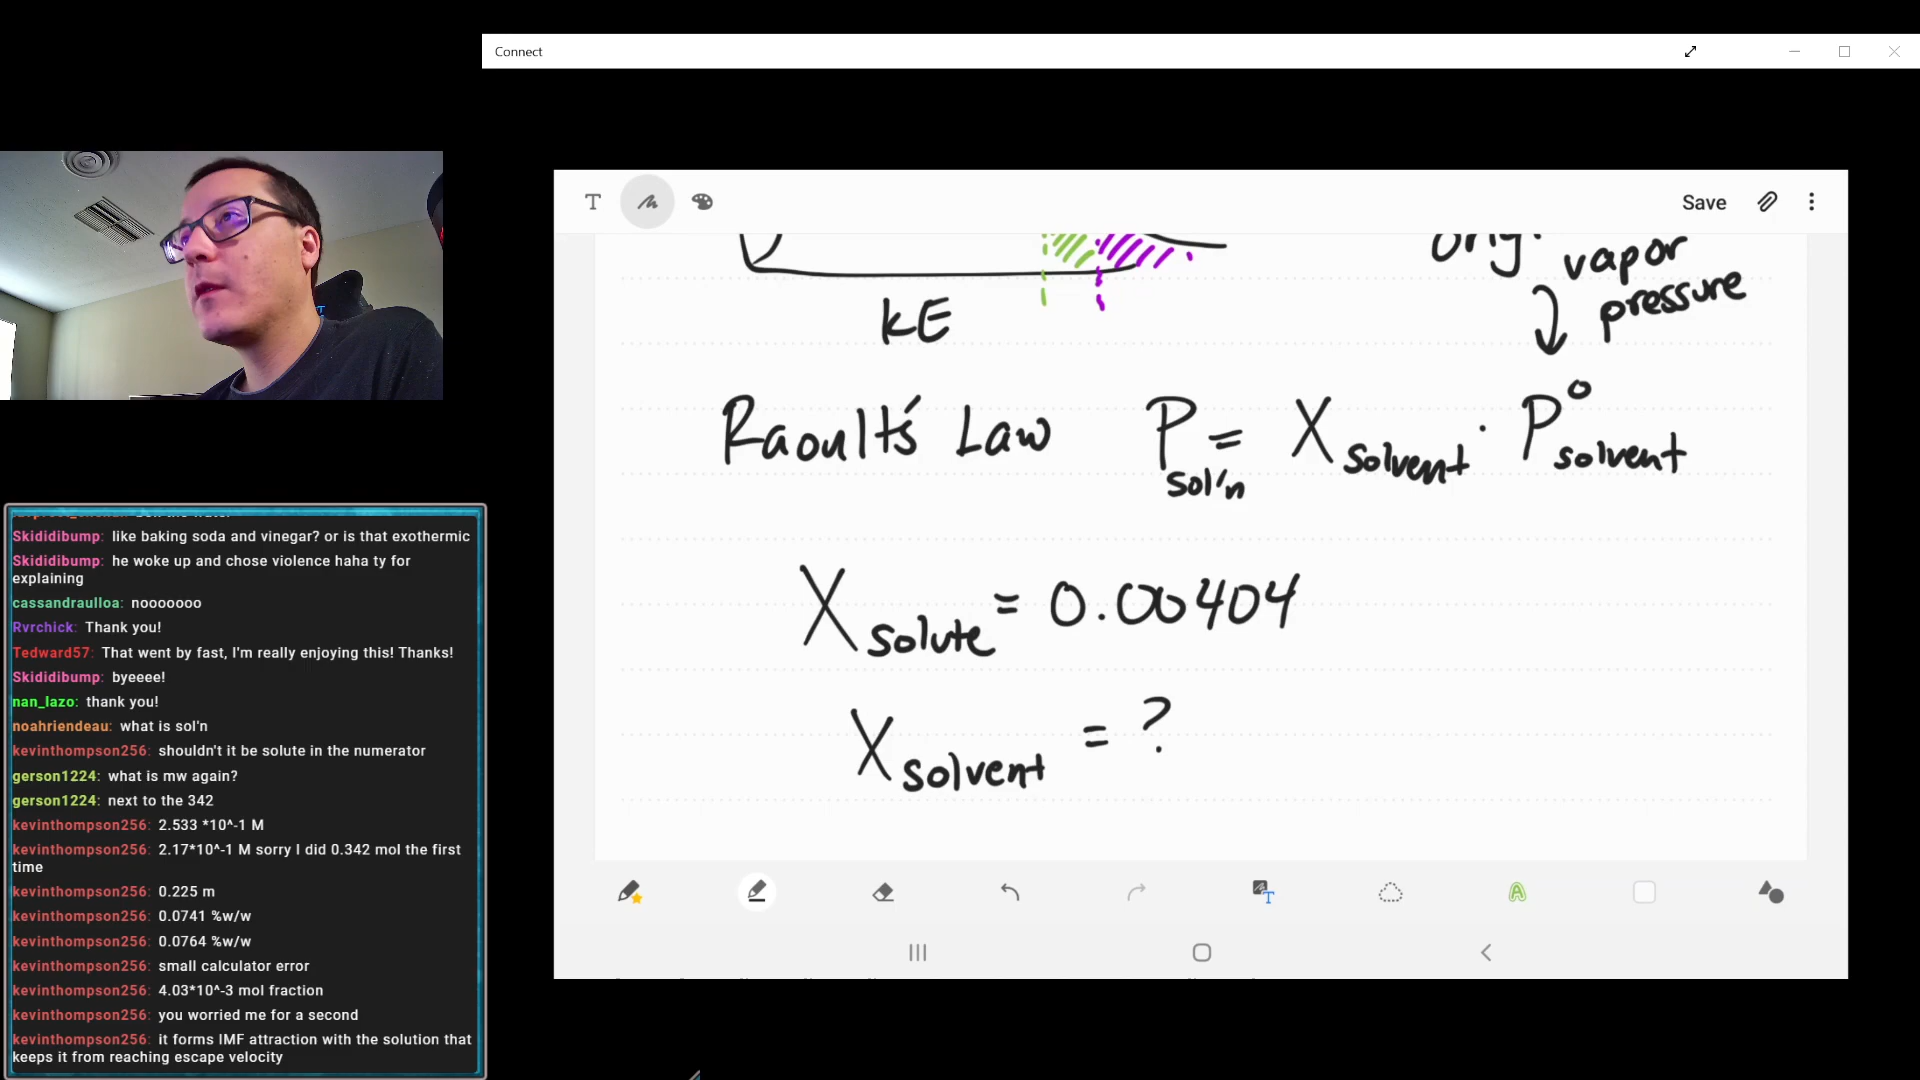 Connect
T
Save
orig. vapor
pressure
KE
Raoult's Law P sol'n = X solvent · P° solvent
X solute = 0.00404
X solvent = ?
T
A
Skididibump: like baking soda and vinegar? or is that exothermic
Skididibump: he woke up and chose violence haha ty for
explaining
cassandraulloa: nooooooo
Rvrchick: Thank you!
Tedward57: That went by fast, I'm really enjoying this! Thanks!
Skididibump: byeeee!
nan_lazo: thank you!
noahriendeau: what is sol'n
kevinthompson256: shouldn't it be solute in the numerator
gerson1224: what is mw again?
gerson1224: next to the 342
kevinthompson256: 2.533 *10^-1 M
kevinthompson256: 2.17*10^-1 M sorry I did 0.342 mol the first
time
kevinthompson256: 0.225 m
kevinthompson256: 0.0741 %w/w
kevinthompson256: 0.0764 %w/w
kevinthompson256: small calculator error
kevinthompson256: 4.03*10^-3 mol fraction
kevinthompson256: you worried me for a second
kevinthompson256: it forms IMF attraction with the solution that
keeps it from reaching escape velocity